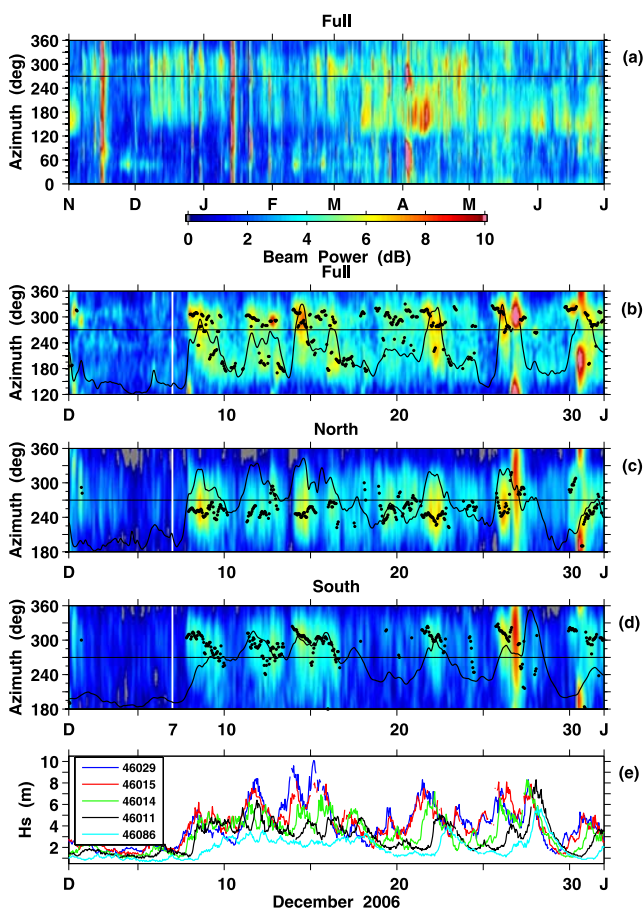 Full
Azimuth (deg)
360
300
240
180
120
60
0
(a)
N D J F M A M J J
0 2 4 6 8 10
Beam Power (dB)
Full
Azimuth (deg)
360
300
240
180
120
(b)
D 10 20 30 J
North
Azimuth (deg)
360
300
240
180
(c)
D 10 20 30 J
South
Azimuth (deg)
360
300
240
180
(d)
D 7 10 20 30 J
Hs (m)
10
8
6
4
2
46029
46015
46014
46011
46086
(e)
D 10 20 30 J
December 2006